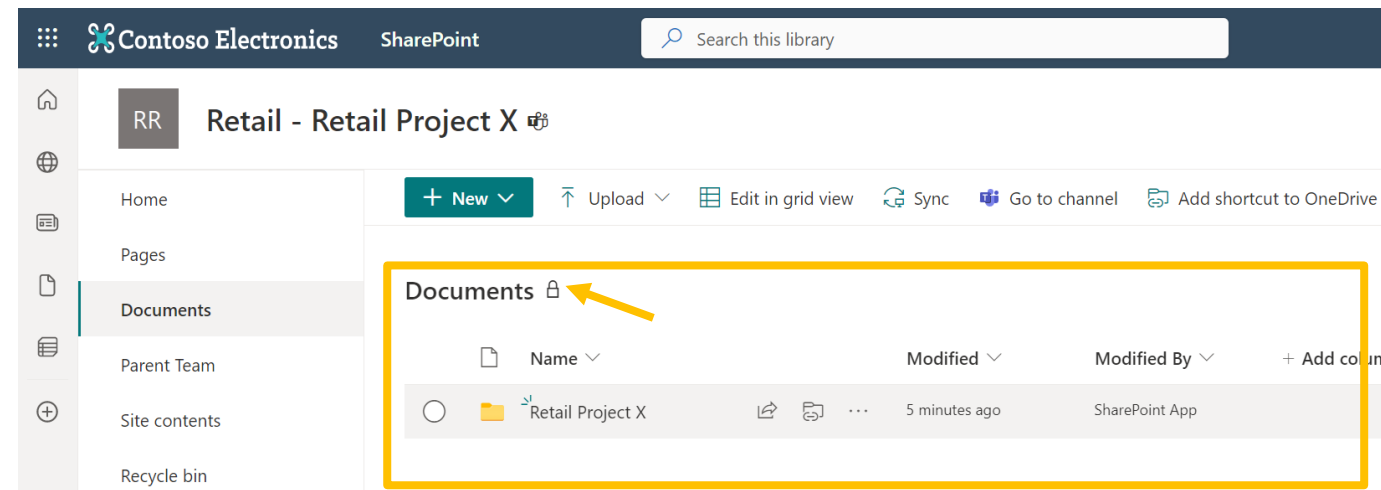 Contoso Electronics SharePoint Search this library
RR Retail - Retail Project X
Home
Pages
Documents
Parent Team
Site contents
Recycle bin
+ New Upload Edit in grid view Sync Go to channel Add shortcut to OneDrive
Documents
Name Modified Modified By + Add colum
Retail Project X ... 5 minutes ago SharePoint App